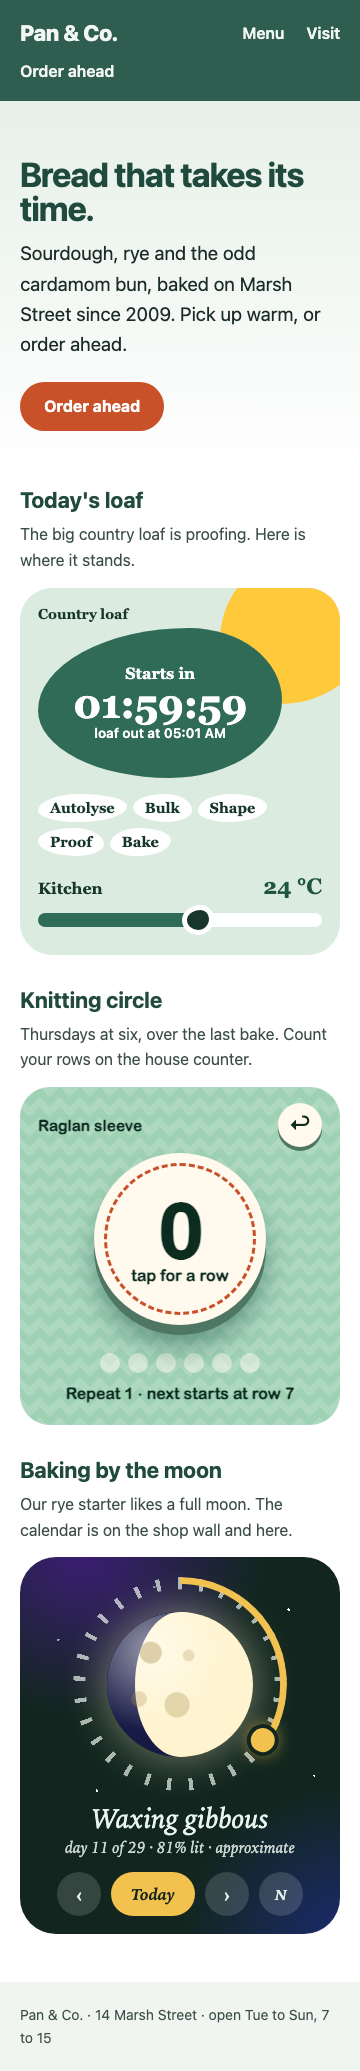 Pan & Co.
Menu
Visit
Order ahead
Bread that takes its
time.
Sourdough, rye and the odd
cardamom bun, baked on Marsh
Street since 2009. Pick up warm, or
order ahead.
Order ahead
Today's loaf
The big country loaf is proofing. Here is
where it stands.
Country loaf
Starts in
01:59:59
loaf out at 05:01 AM
Autolyse
Bulk
Shape
Proof
Bake
Kitchen
24 °C
Knitting circle
Thursdays at six, over the last bake. Count
your rows on the house counter.
Raglan sleeve
0
tap for a row
Repeat 1 · next starts at row 7
Baking by the moon
Our rye starter likes a full moon. The
calendar is on the shop wall and here.
Waxing gibbous
day 11 of 29 · 81% lit · approximate
‹
Today
›
N
Pan & Co. · 14 Marsh Street · open Tue to Sun, 7
to 15